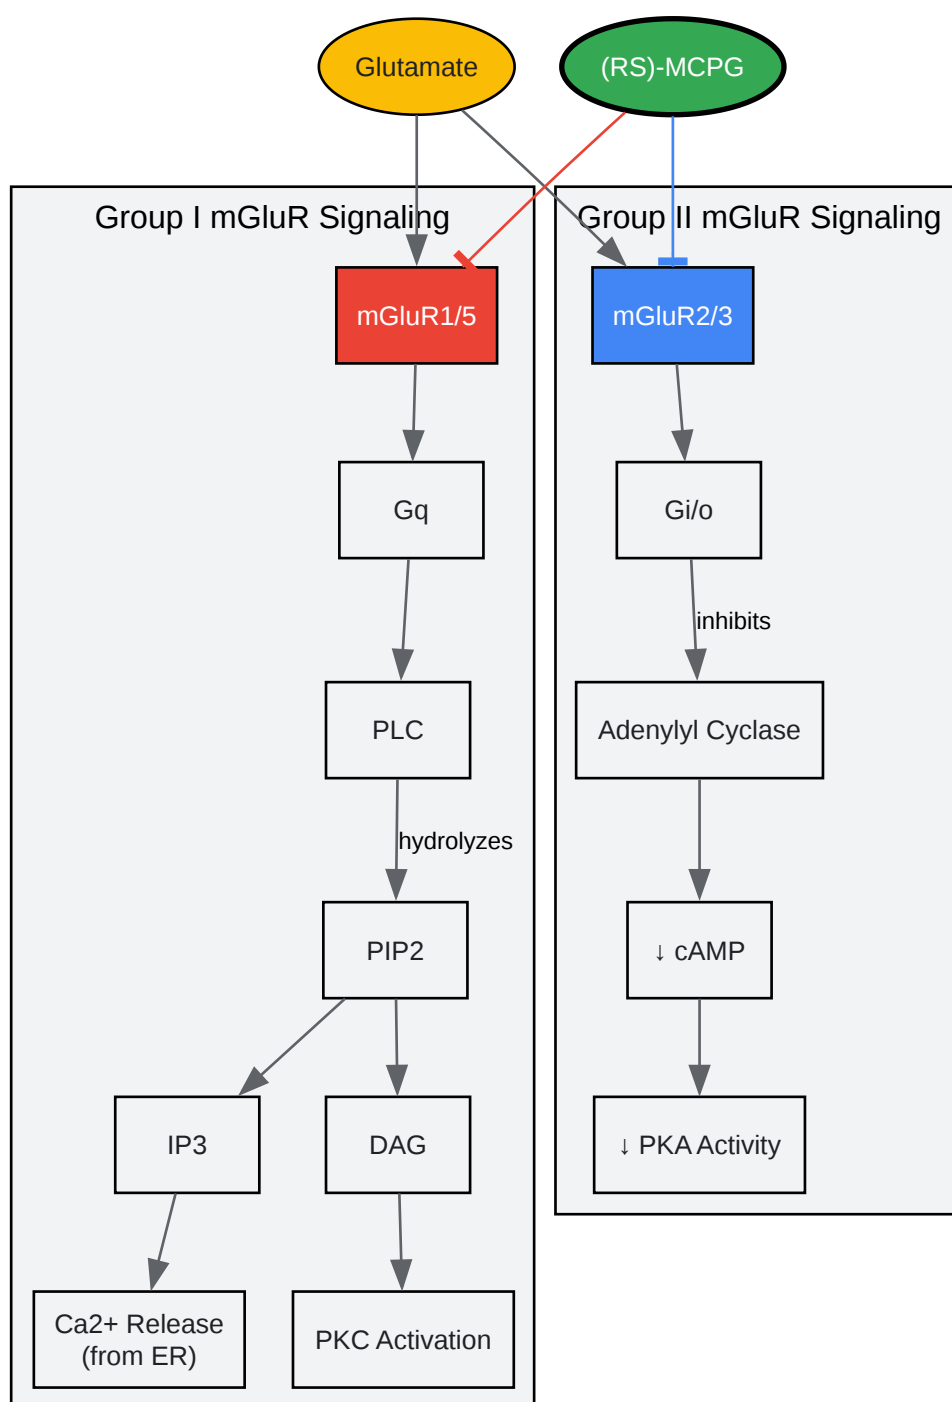 Glutamate
(RS)-MCPG
Group I mGluR Signaling
Group II mGluR Signaling
mGluR1/5
mGluR2/3
Gq
Gi/o
inhibits
PLC
Adenylyl Cyclase
hydrolyzes
PIP2
↓ cAMP
IP3
DAG
↓ PKA Activity
Ca2+ Release
(from ER)
PKC Activation